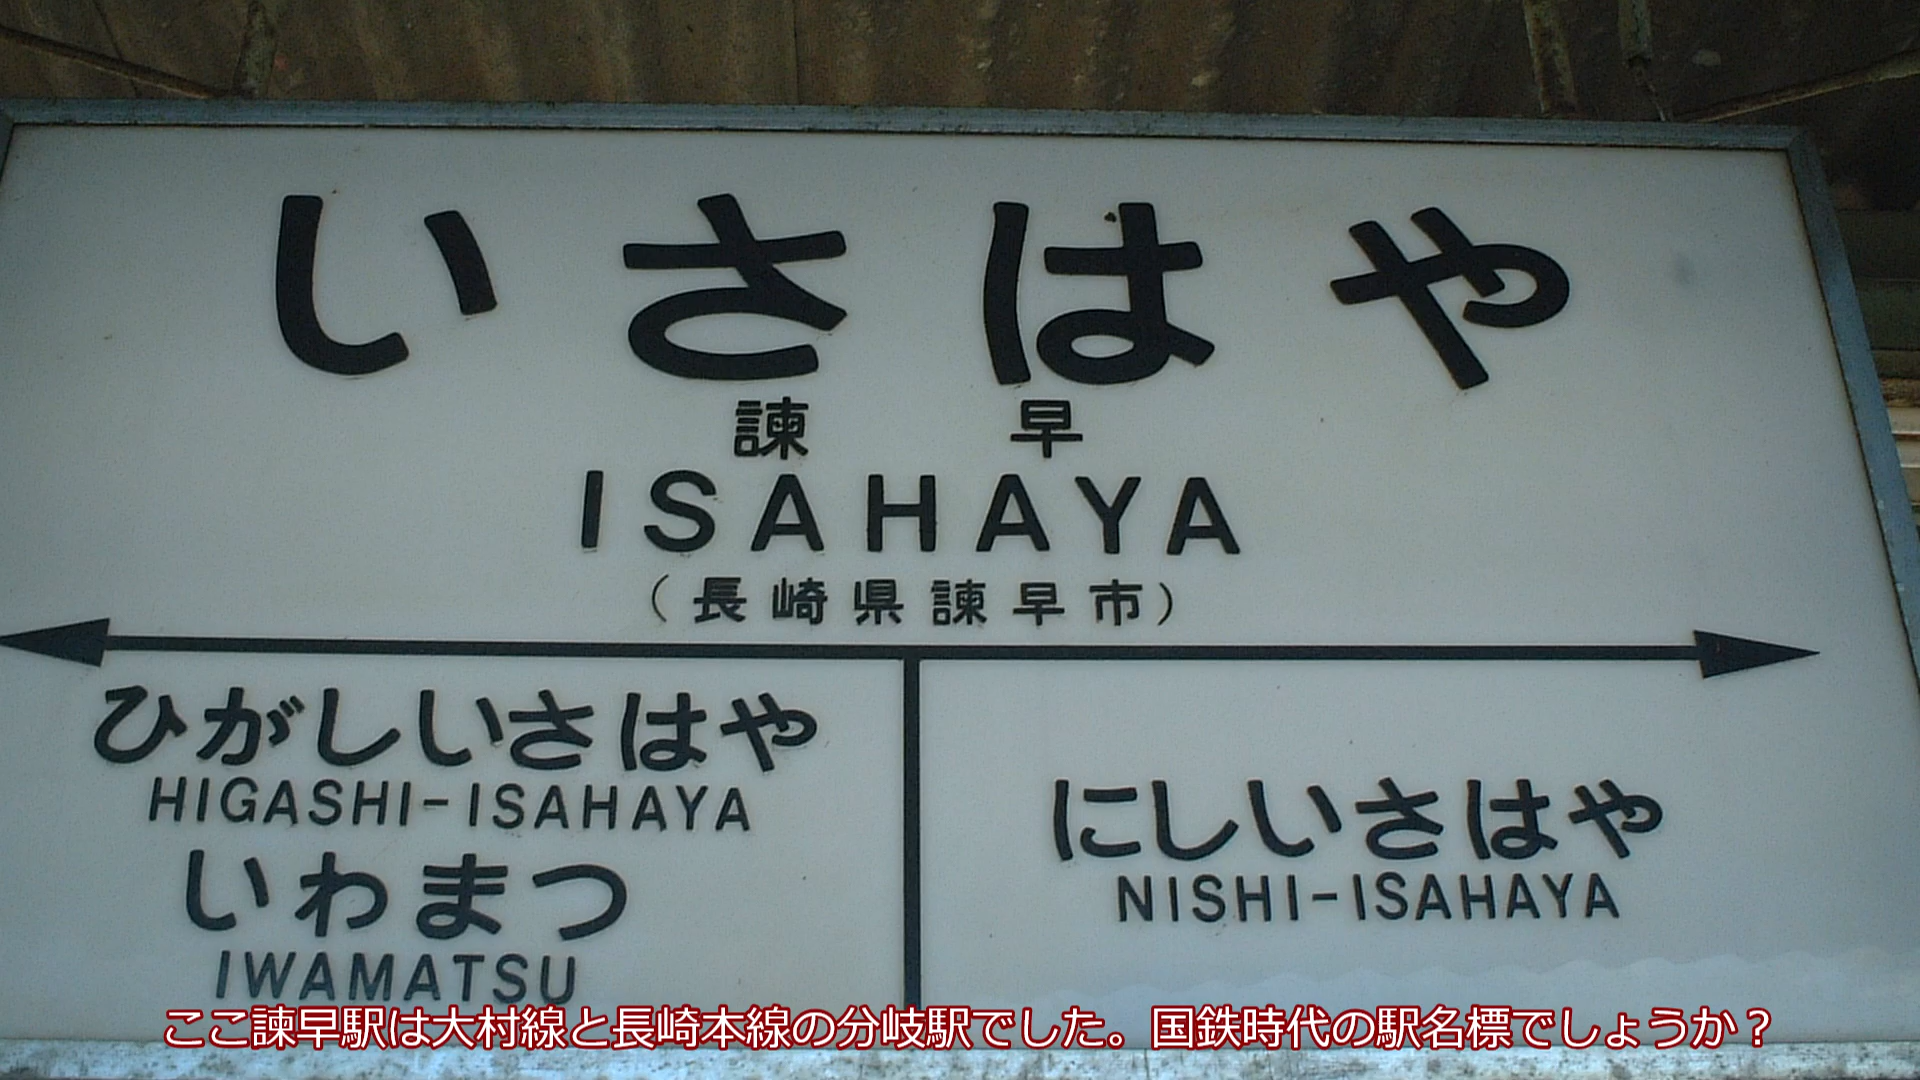 いさはや
諫早
ISAHAYA
(長崎県諫早市)
ひがしいさはや
HIGASHI-ISAHAYA
いわまつ
IWAMATSU
にしいさはや
NISHI-ISAHAYA
ここ諫早駅は大村線と長崎本線の分岐駅でした。国鉄時代の駅名標でしょうか？